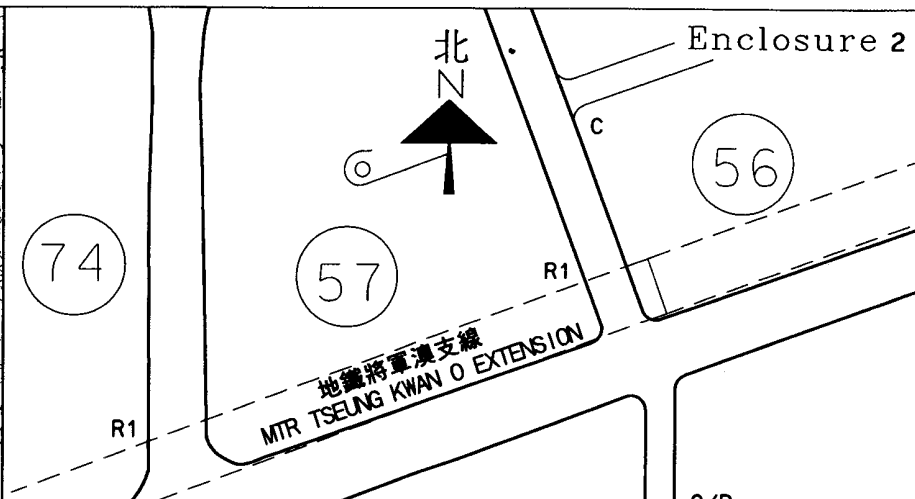 Enclosure 2
北
N
C
56
74
57
R1
地鐵將軍澳支線
MTR TSEUNG KWAN O EXTENSION
R1